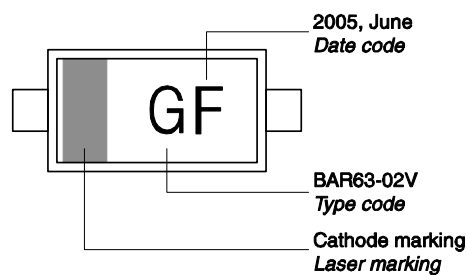 2005, June
Date code
GF
BAR63-02V
Type code
Cathode marking
Laser marking